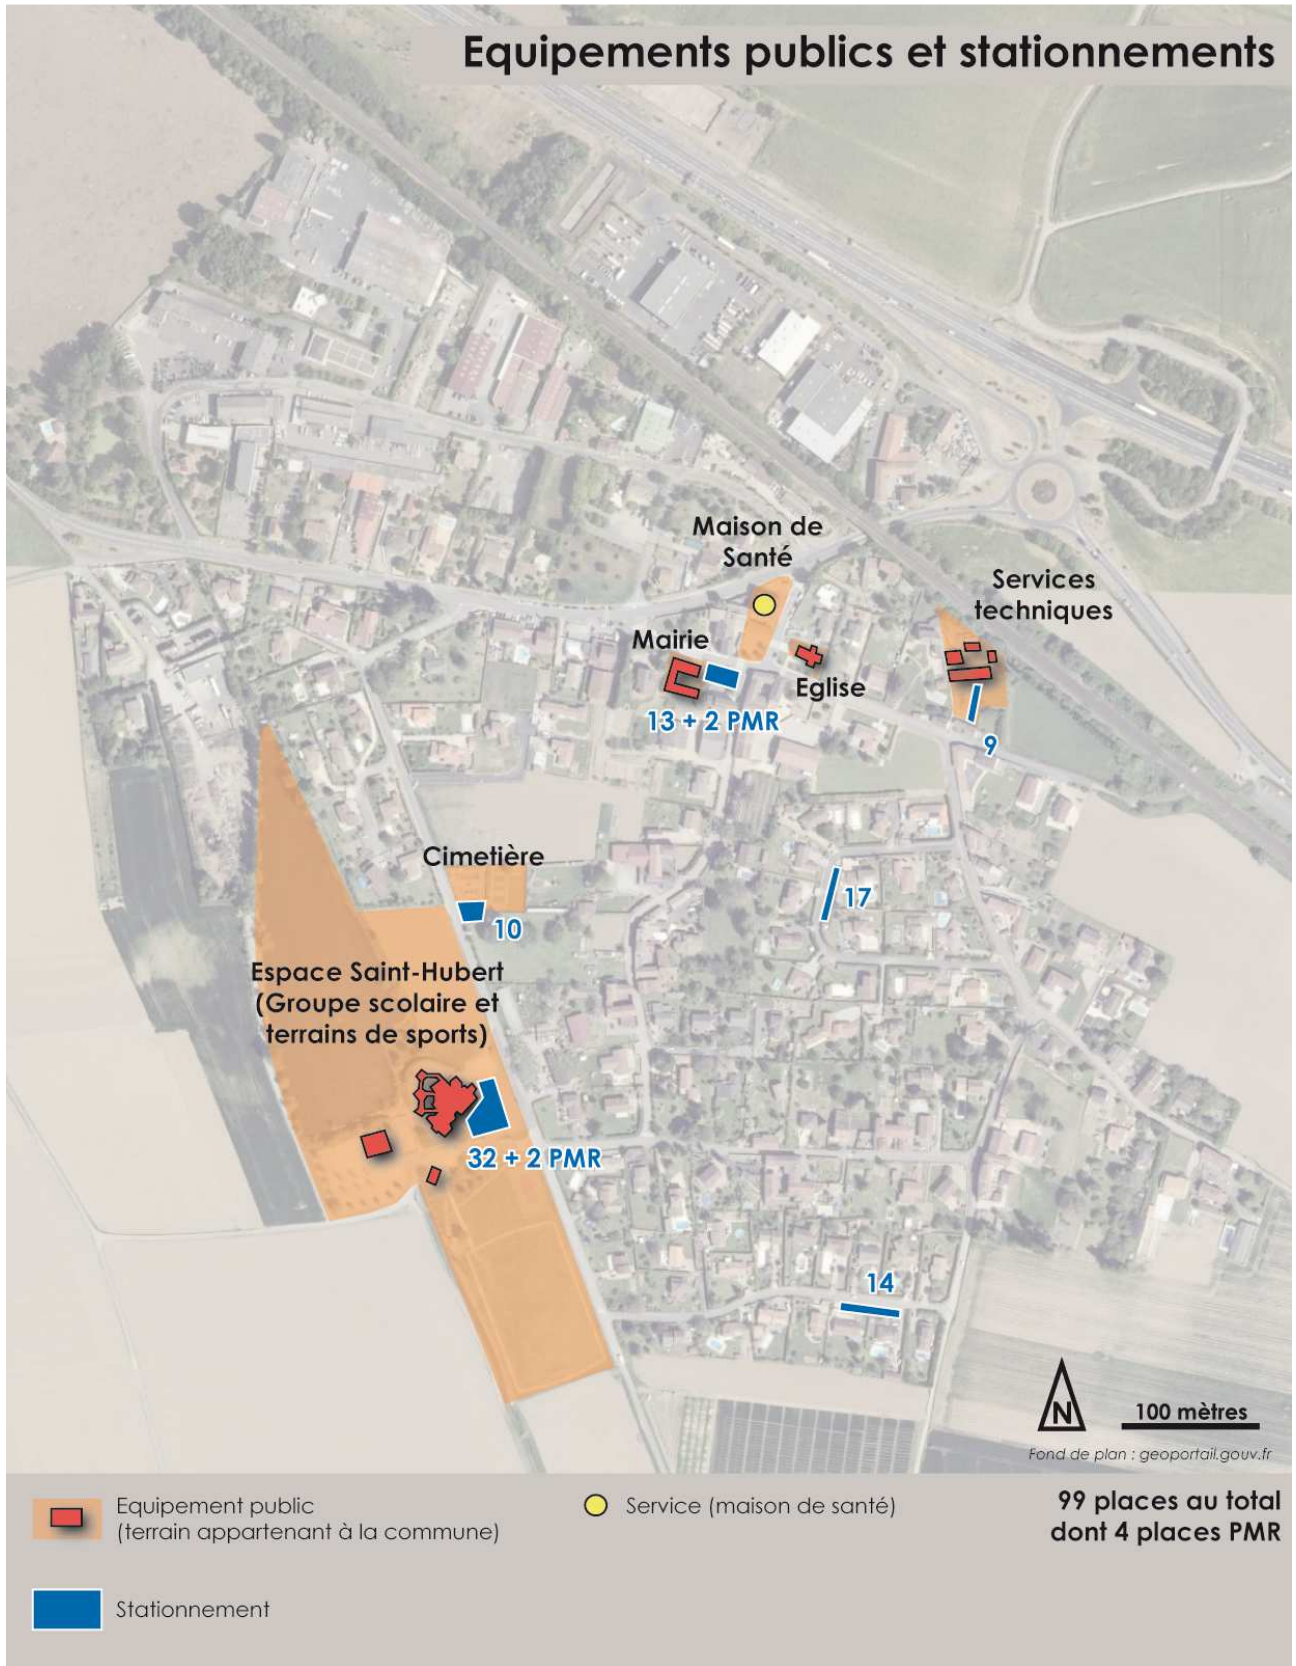 Equipements publics et stationnements
Maison de
Santé
Services
techniques
Mairie
Eglise
13 + 2 PMR
9
Cimetière
17
10
Espace Saint-Hubert
(Groupe scolaire et
terrains de sports)
32 + 2 PMR
14
N
100 mètres
Fond de plan : geoportail.gouv.fr
Equipement public
(terrain appartenant à la commune)
Service (maison de santé)
99 places au total
dont 4 places PMR
Stationnement